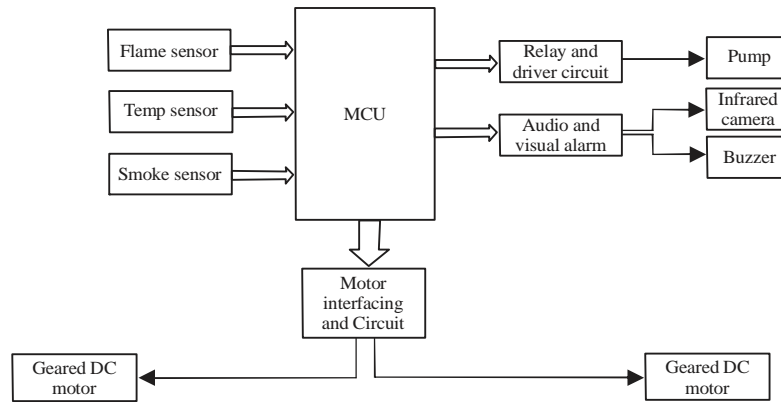 Flame sensor
Temp sensor
Smoke sensor
MCU
Relay and
driver circuit
Audio and
visual alarm
Pump
Infrared
camera
Buzzer
Motor
interfacing
and Circuit
Geared DC
motor
Geared DC
motor